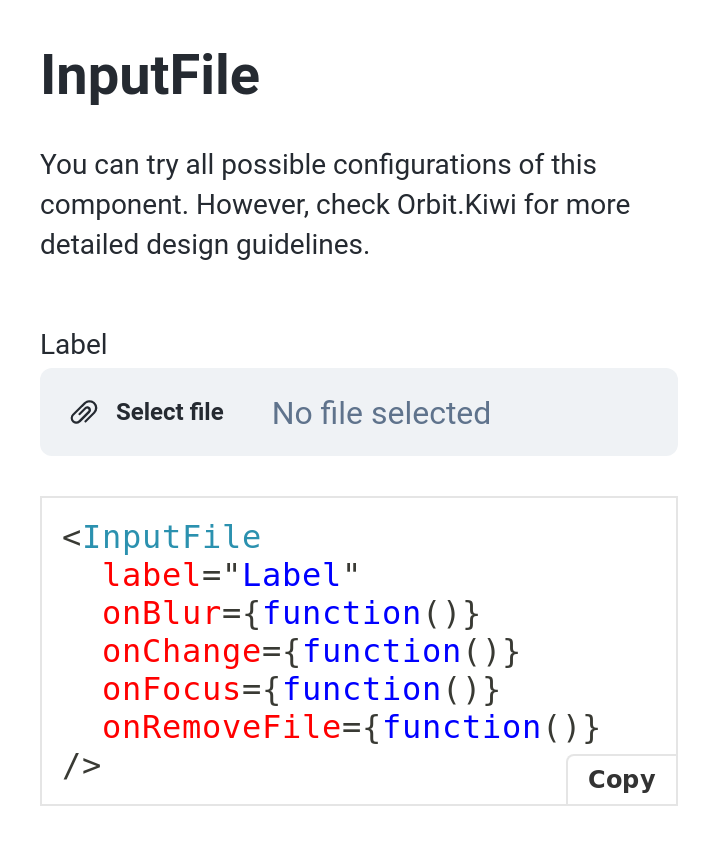 InputFile
You can try all possible configurations of this
component. However, check Orbit.Kiwi for more
detailed design guidelines.
Label
Select file No file selected
<InputFile
  label="Label"
  onBlur={function()}
  onChange={function()}
  onFocus={function()}
  onRemoveFile={function()}
/>
Copy